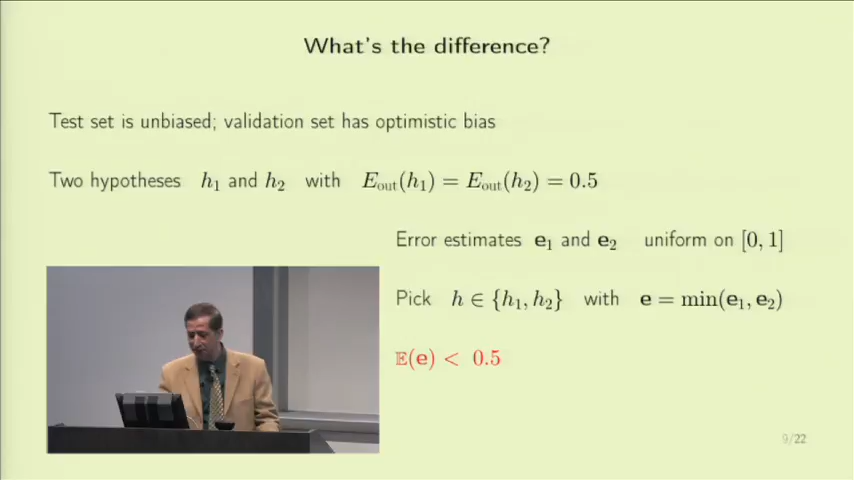 What's the difference?
Test set is unbiased; validation set has optimistic bias
Two hypotheses h₁ and h₂ with E_out(h₁) = E_out(h₂) = 0.5
Error estimates e₁ and e₂ uniform on [0, 1]
Pick h ∈ {h₁, h₂} with e = min(e₁, e₂)
𝔼(e) < 0.5
9/22